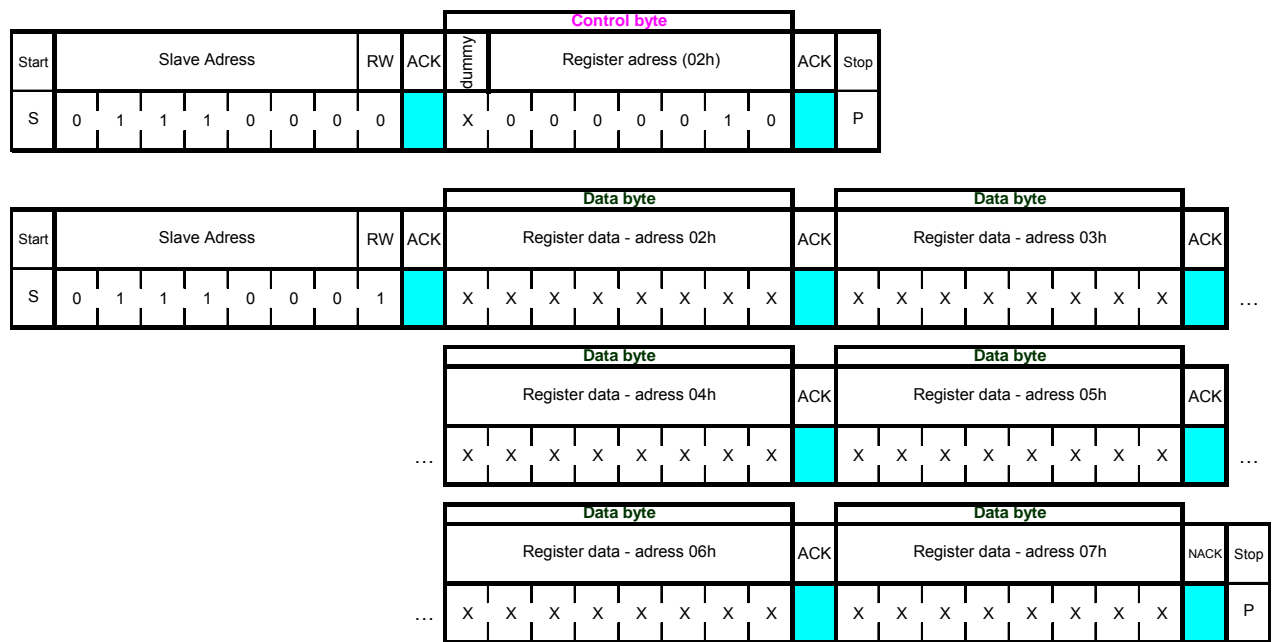 Control byte
Start Slave Adress RW ACK dummy Register adress (02h) ACK Stop
S 0 1 1 1 0 0 0 0 X 0 0 0 0 0 1 0 P
Data byte Data byte
Start Slave Adress RW ACK Register data - adress 02h ACK Register data - adress 03h ACK
S 0 1 1 1 0 0 0 1 X X X X X X X X X X X X X X X X …
Data byte Data byte
Register data - adress 04h ACK Register data - adress 05h ACK
… X X X X X X X X X X X X X X X X …
Data byte Data byte
Register data - adress 06h ACK Register data - adress 07h NACK Stop
… X X X X X X X X X X X X X X X X P